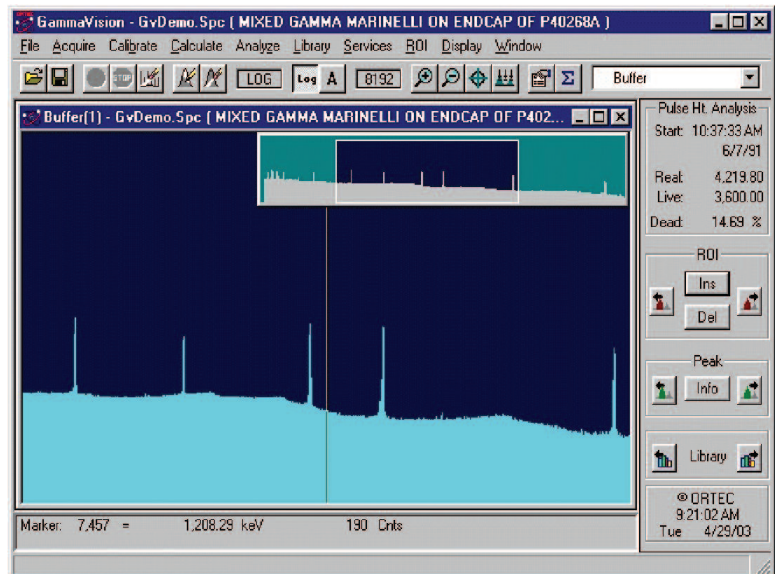 GammaVision - GvDemo.Spc ( MIXED GAMMA MARINELLI ON ENDCAP OF P40268A )
File Acquire Calibrate Calculate Analyze Library Services ROI Display Window
STOP LOG Log A 8192 Σ Buffer
Buffer(1) - GvDemo.Spc ( MIXED GAMMA MARINELLI ON ENDCAP OF P402...
Pulse Ht. Analysis
Start: 10:37:33 AM
6/7/91
Real: 4,219.80
Live: 3,600.00
Dead: 14.69 %
ROI
Ins
Del
Peak
Info
Library
© ORTEC
9:21:02 AM
Tue 4/29/03
Marker: 7,457 = 1,208.29 keV 190 Cnts